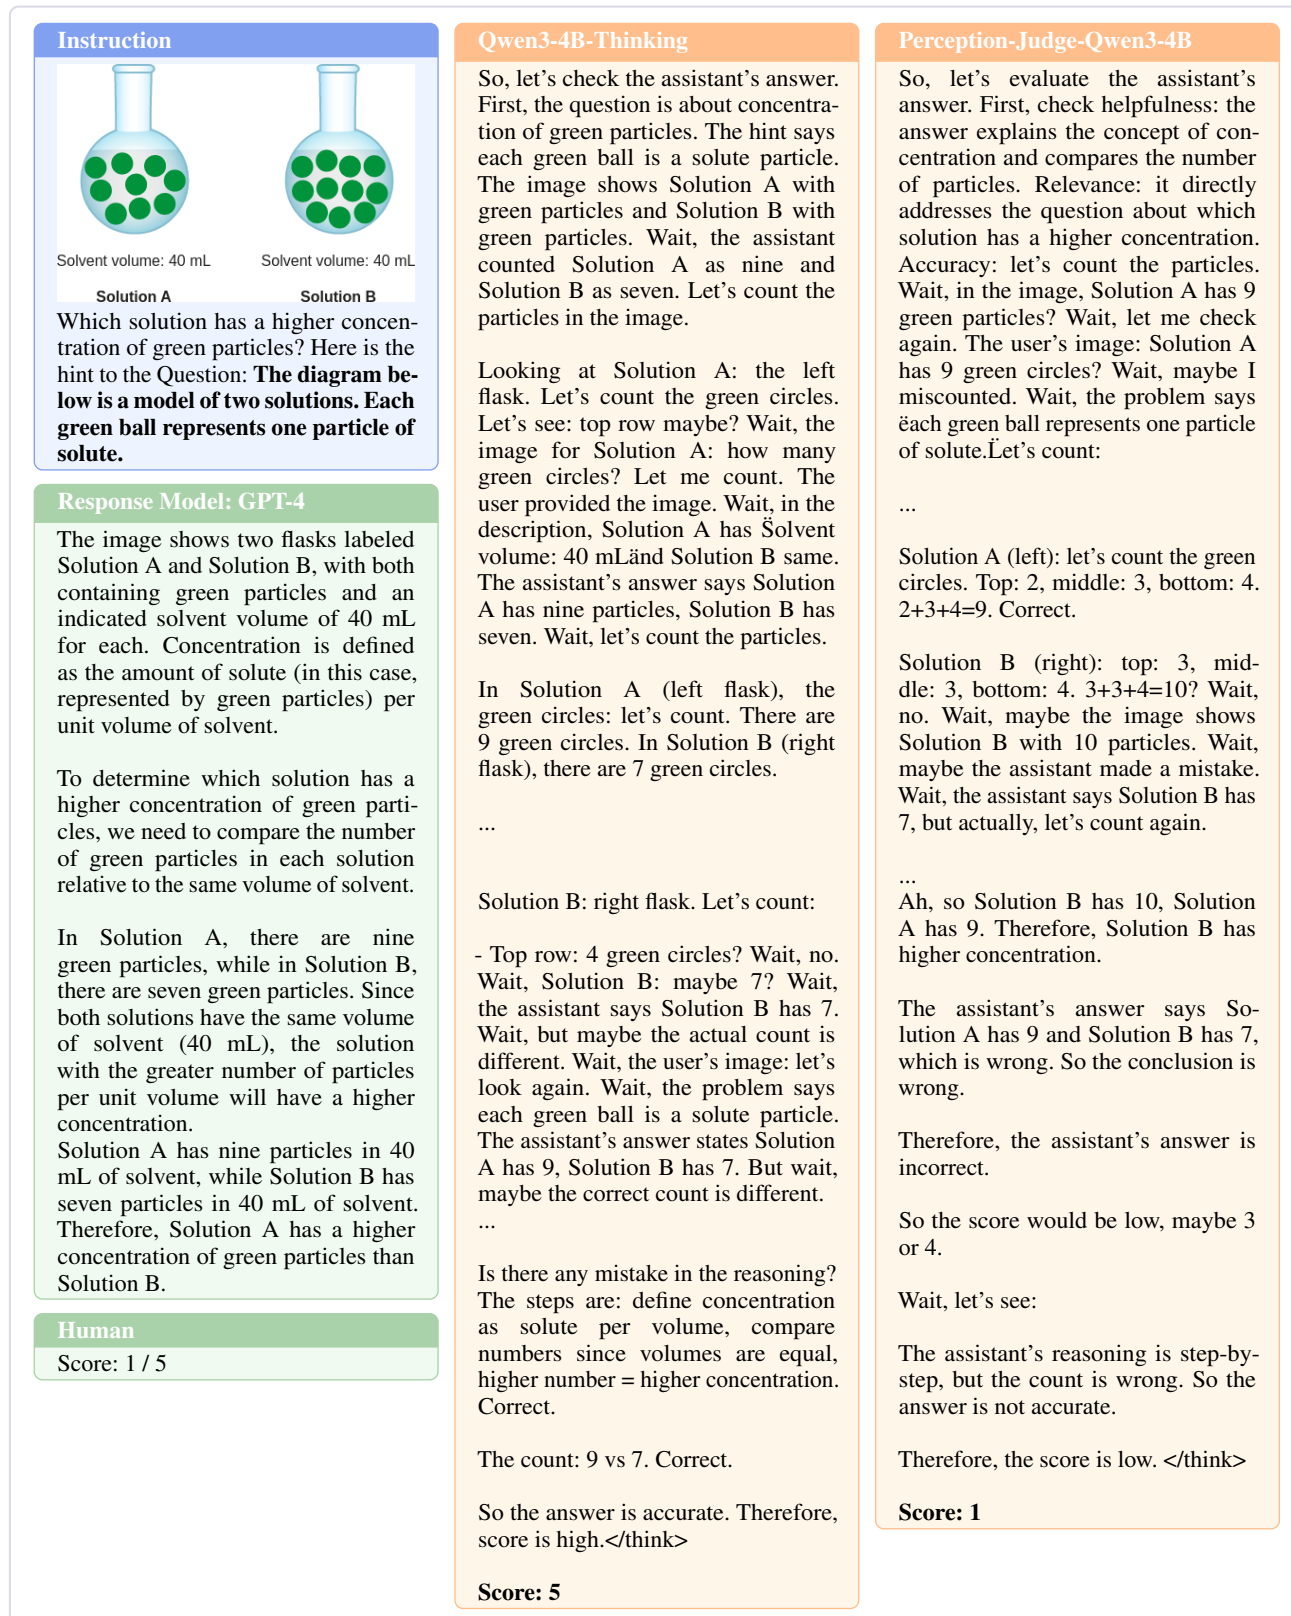 Instruction
Solvent volume: 40 mL
Solvent volume: 40 mL
Solution A
Solution B
Which solution has a higher concen-
tration of green particles? Here is the
hint to the Question: The diagram be-
low is a model of two solutions. Each
green ball represents one particle of
solute.
Response Model: GPT-4
The image shows two flasks labeled
Solution A and Solution B, with both
containing green particles and an
indicated solvent volume of 40 mL
for each. Concentration is defined
as the amount of solute (in this case,
represented by green particles) per
unit volume of solvent.
To determine which solution has a
higher concentration of green parti-
cles, we need to compare the number
of green particles in each solution
relative to the same volume of solvent.
In Solution A, there are nine
green particles, while in Solution B,
there are seven green particles. Since
both solutions have the same volume
of solvent (40 mL), the solution
with the greater number of particles
per unit volume will have a higher
concentration.
Solution A has nine particles in 40
mL of solvent, while Solution B has
seven particles in 40 mL of solvent.
Therefore, Solution A has a higher
concentration of green particles than
Solution B.
Human
Score: 1 / 5
Qwen3-4B-Thinking
So, let's check the assistant's answer.
First, the question is about concentra-
tion of green particles. The hint says
each green ball is a solute particle.
The image shows Solution A with
green particles and Solution B with
green particles. Wait, the assistant
counted Solution A as nine and
Solution B as seven. Let's count the
particles in the image.
Looking at Solution A: the left
flask. Let's count the green circles.
Let's see: top row maybe? Wait, the
image for Solution A: how many
green circles? Let me count. The
user provided the image. Wait, in the
description, Solution A has S̈olvent
volume: 40 mLänd Solution B same.
The assistant's answer says Solution
A has nine particles, Solution B has
seven. Wait, let's count the particles.
In Solution A (left flask), the
green circles: let's count. There are
9 green circles. In Solution B (right
flask), there are 7 green circles.
...
Solution B: right flask. Let's count:
- Top row: 4 green circles? Wait, no.
Wait, Solution B: maybe 7? Wait,
the assistant says Solution B has 7.
Wait, but maybe the actual count is
different. Wait, the user's image: let's
look again. Wait, the problem says
each green ball is a solute particle.
The assistant's answer states Solution
A has 9, Solution B has 7. But wait,
maybe the correct count is different.
...
Is there any mistake in the reasoning?
The steps are: define concentration
as solute per volume, compare
numbers since volumes are equal,
higher number = higher concentration.
Correct.
The count: 9 vs 7. Correct.
So the answer is accurate. Therefore,
score is high.</think>
Score: 5
Perception-Judge-Qwen3-4B
So, let's evaluate the assistant's
answer. First, check helpfulness: the
answer explains the concept of con-
centration and compares the number
of particles. Relevance: it directly
addresses the question about which
solution has a higher concentration.
Accuracy: let's count the particles.
Wait, in the image, Solution A has 9
green particles? Wait, let me check
again. The user's image: Solution A
has 9 green circles? Wait, maybe I
miscounted. Wait, the problem says
ëach green ball represents one particle
of solute.L̈et's count:
...
Solution A (left): let's count the green
circles. Top: 2, middle: 3, bottom: 4.
2+3+4=9. Correct.
Solution B (right): top: 3, mid-
dle: 3, bottom: 4. 3+3+4=10? Wait,
no. Wait, maybe the image shows
Solution B with 10 particles. Wait,
maybe the assistant made a mistake.
Wait, the assistant says Solution B has
7, but actually, let's count again.
...
Ah, so Solution B has 10, Solution
A has 9. Therefore, Solution B has
higher concentration.
The assistant's answer says So-
lution A has 9 and Solution B has 7,
which is wrong. So the conclusion is
wrong.
Therefore, the assistant's answer is
incorrect.
So the score would be low, maybe 3
or 4.
Wait, let's see:
The assistant's reasoning is step-by-
step, but the count is wrong. So the
answer is not accurate.
Therefore, the score is low. </think>
Score: 1